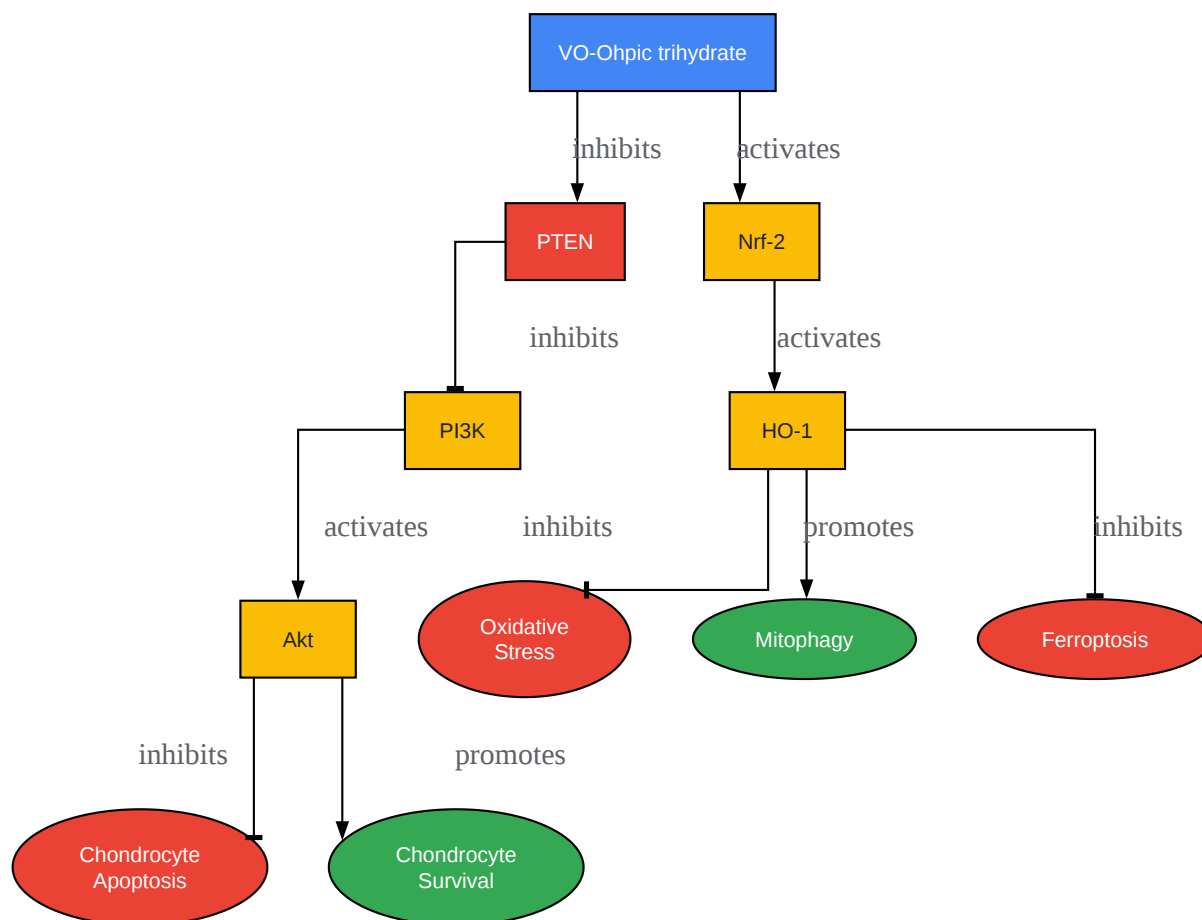 VO-Ohpic trihydrate
inhibits
activates
PTEN
Nrf-2
inhibits
activates
PI3K
HO-1
activates
inhibits
promotes
inhibits
Akt
Oxidative
Stress
Mitophagy
Ferroptosis
inhibits
promotes
Chondrocyte
Apoptosis
Chondrocyte
Survival